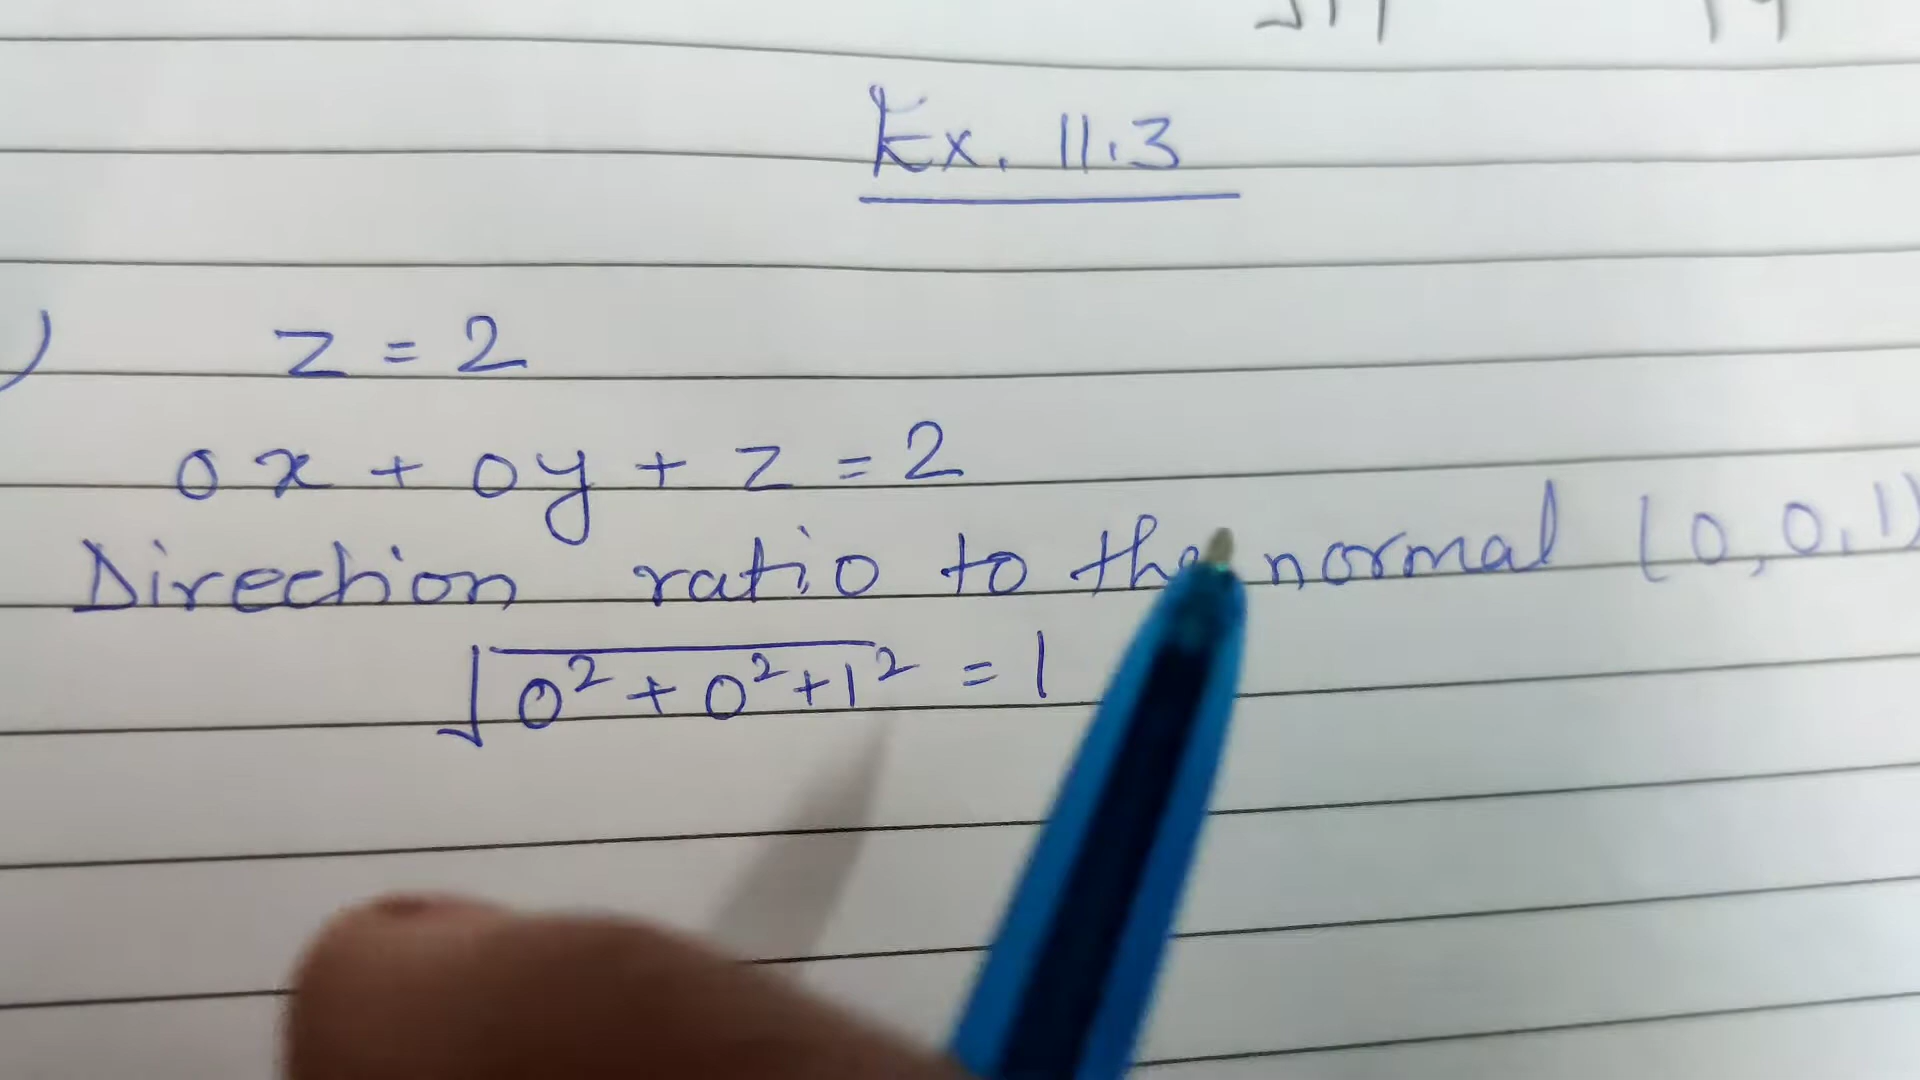 Ex. 11.3
) z = 2
0x + 0y + z = 2
Direction ratio to the normal (0,0,1)
√0² + 0² + 1² = 1